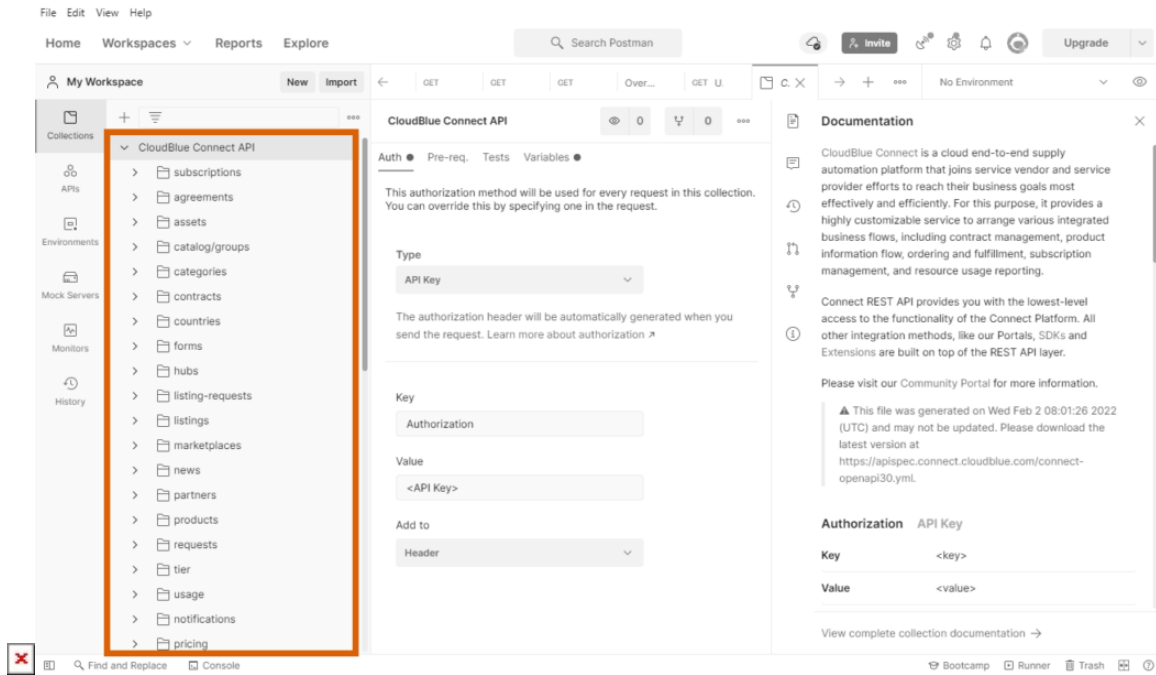 File Edit View Help
Home Workspaces Reports Explore
Search Postman
Invite
Upgrade
My Workspace
New Import
GET GET GET Over... GET U. C.
No Environment
Collections
APIs
Environments
Mock Servers
Monitors
History
CloudBlue Connect API
subscriptions
agreements
assets
catalog/groups
categories
contracts
countries
forms
hubs
listing-requests
listings
marketplaces
news
partners
products
requests
tier
usage
notifications
pricing
CloudBlue Connect API
0 0
Auth Pre-req. Tests Variables
This authorization method will be used for every request in this collection.
You can override this by specifying one in the request.
Type
API Key
The authorization header will be automatically generated when you
send the request. Learn more about authorization ↗
Key
Authorization
Value
<API Key>
Add to
Header
Documentation
CloudBlue Connect is a cloud end-to-end supply
automation platform that joins service vendor and service
provider efforts to reach their business goals most
effectively and efficiently. For this purpose, it provides a
highly customizable service to arrange various integrated
business flows, including contract management, product
information flow, ordering and fulfillment, subscription
management, and resource usage reporting.
Connect REST API provides you with the lowest-level
access to the functionality of the Connect Platform. All
other integration methods, like our Portals, SDKs and
Extensions are built on top of the REST API layer.
Please visit our Community Portal for more information.
⚠ This file was generated on Wed Feb 2 08:01:26 2022
(UTC) and may not be updated. Please download the
latest version at
https://apispec.connect.cloudblue.com/connect-
openapi30.yml.
Authorization API Key
Key <key>
Value <value>
View complete collection documentation →
Find and Replace Console
Bootcamp Runner Trash